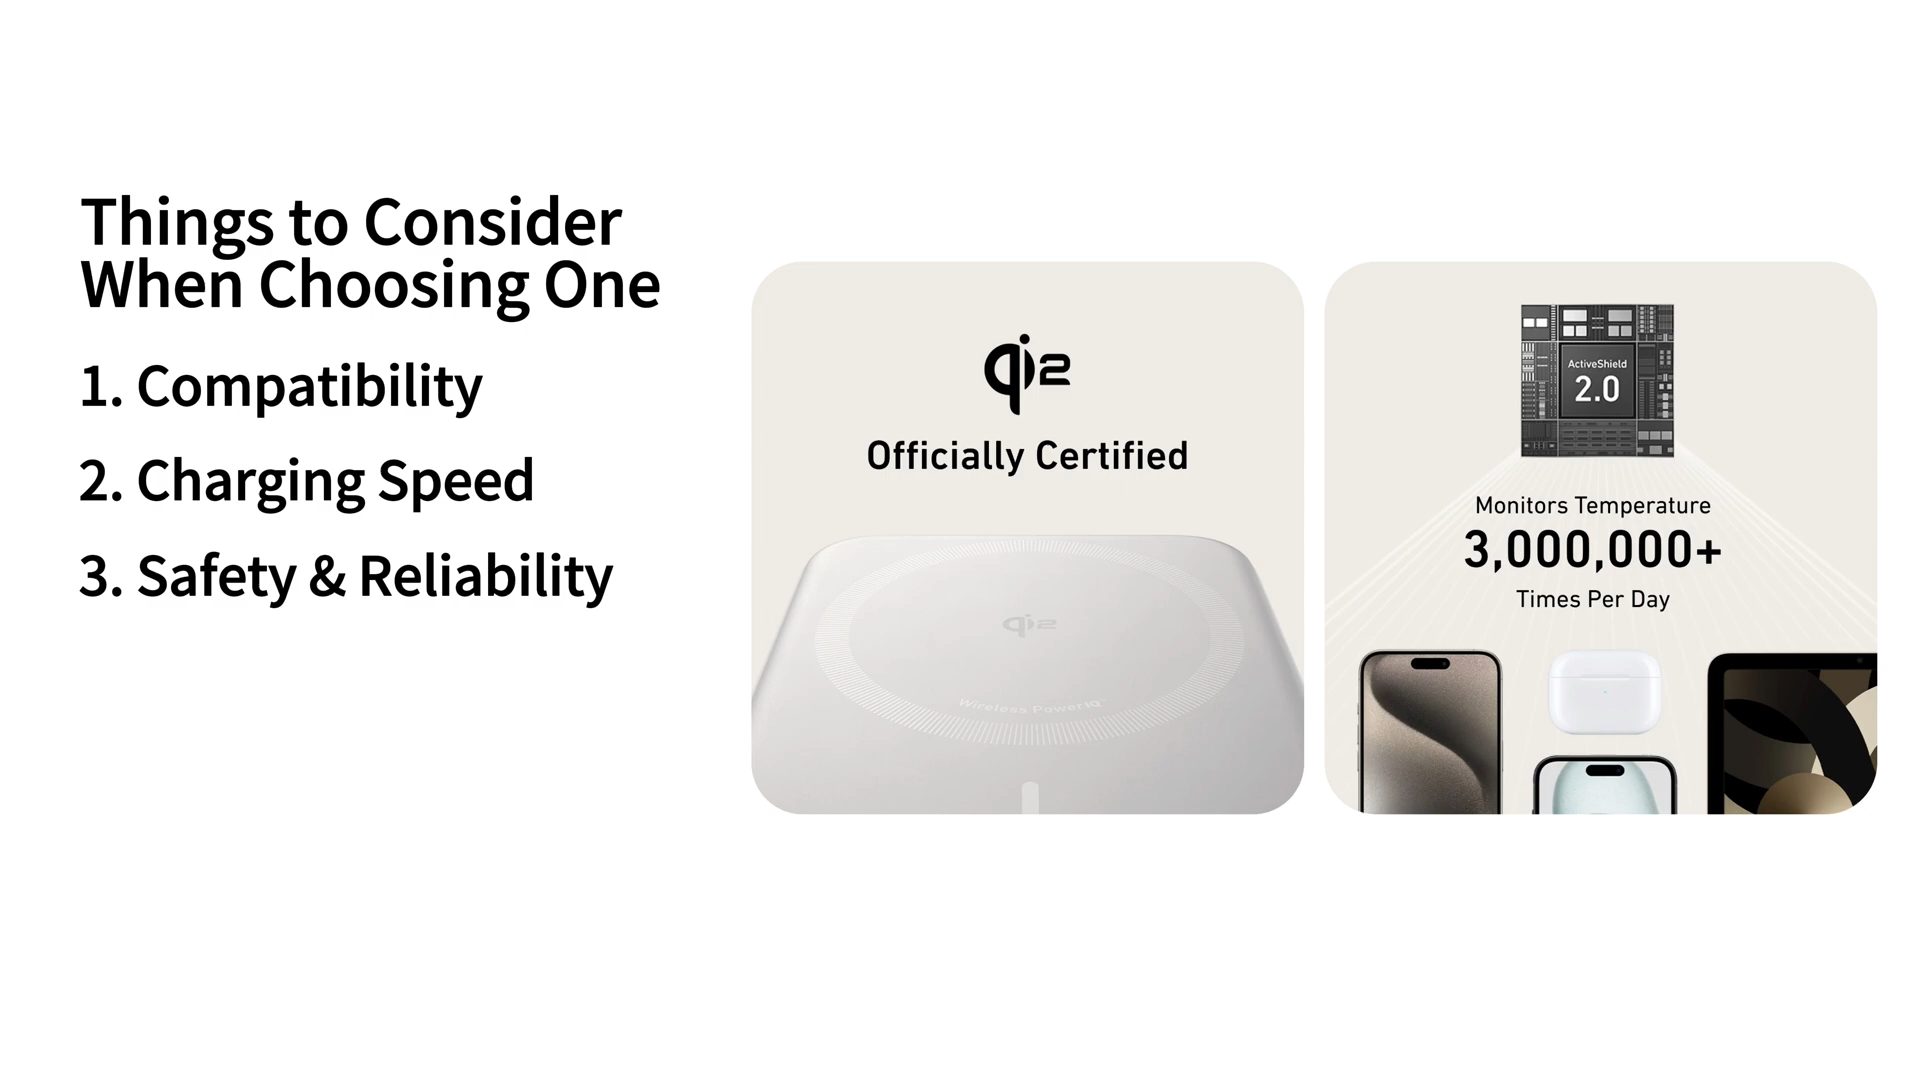 Things to Consider
When Choosing One
1. Compatibility
2. Charging Speed
3. Safety & Reliability
qi2
Officially Certified
qi2
Wireless PowerIQ
ActiveShield
2.0
Monitors Temperature
3,000,000+
Times Per Day